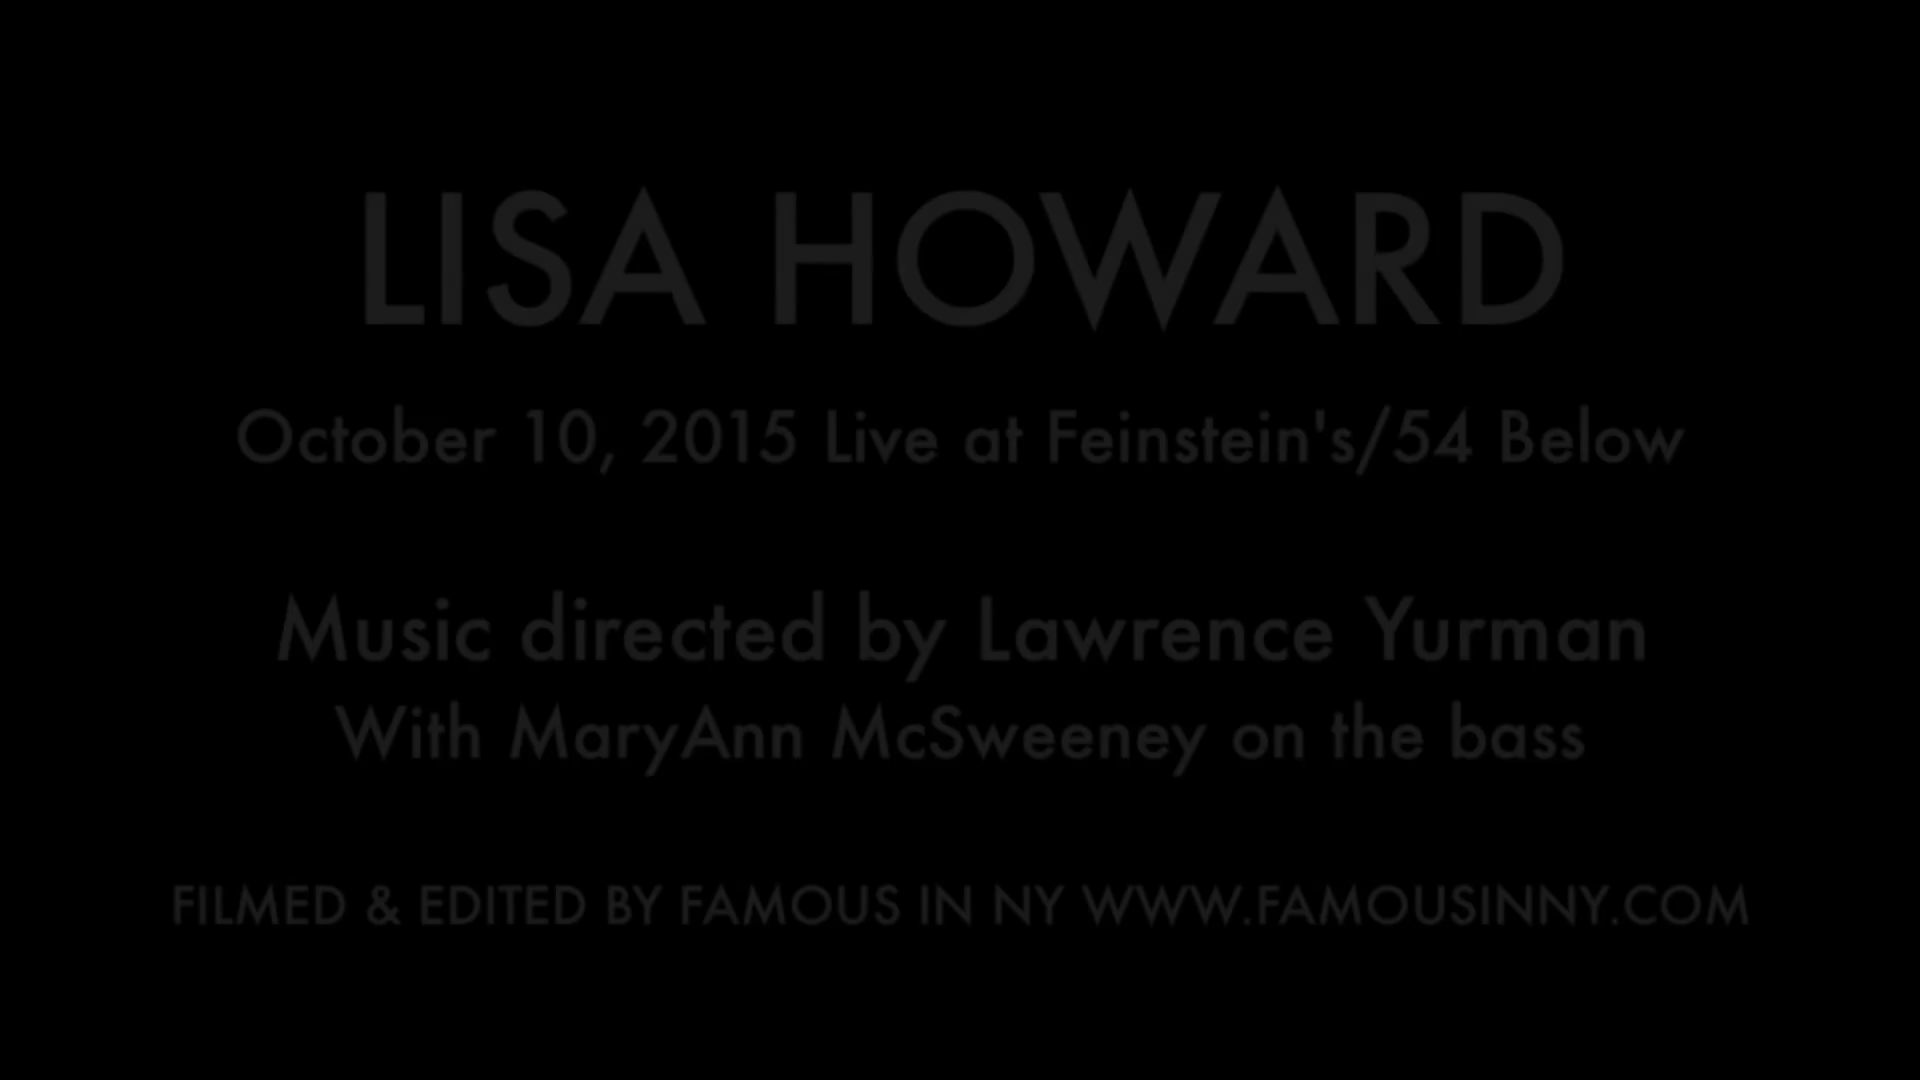 LISA HOWARD
October 10, 2015 Live at Feinstein's/54 Below
Music directed by Lawrence Yurman
With MaryAnn McSweeney on the bass
FILMED & EDITED BY FAMOUS IN NY WWW.FAMOUSINNY.COM